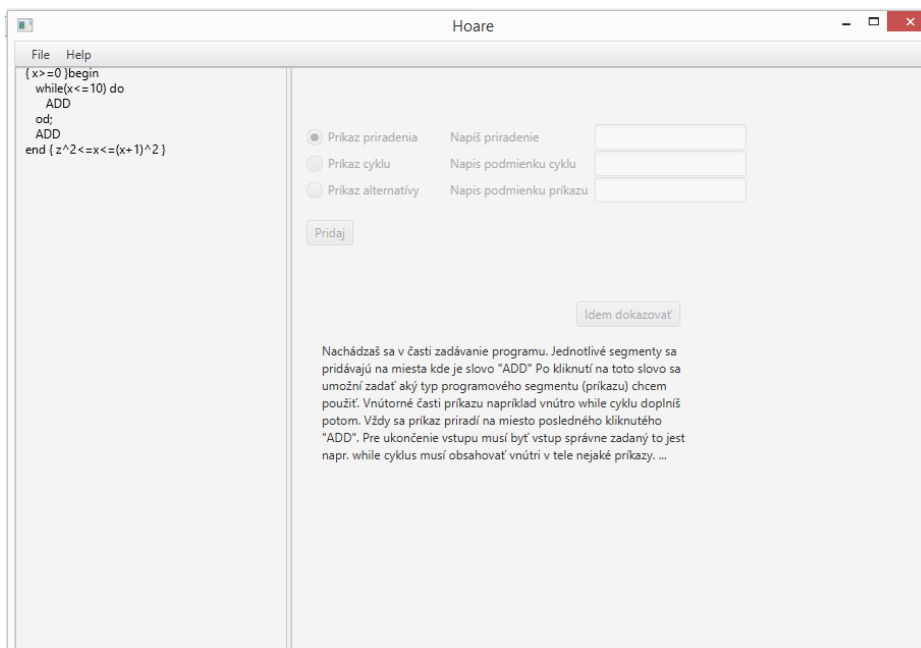 Hoare
File Help
{ x>=0 }begin
while(x<=10) do
ADD
od;
ADD
end { z^2<=x<=(x+1)^2 }
Príkaz priradenia Napíš priradenie
Príkaz cyklu Napis podmienku cyklu
Príkaz alternatívy Napis podmienku príkazu
Pridaj
Idem dokazovať
Nachádzaš sa v časti zadávanie programu. Jednotlivé segmenty sa
pridávajú na miesta kde je slovo "ADD" Po kliknutí na toto slovo sa
umožní zadať aký typ programového segmentu (príkazu) chcem
použiť. Vnútorné časti príkazu napríklad vnútro while cyklu doplníš
potom. Vždy sa príkaz priradí na miesto posledného kliknutého
"ADD". Pre ukončenie vstupu musí byť vstup správne zadaný to jest
napr. while cyklus musí obsahovať vnútri v tele nejaké príkazy. ...